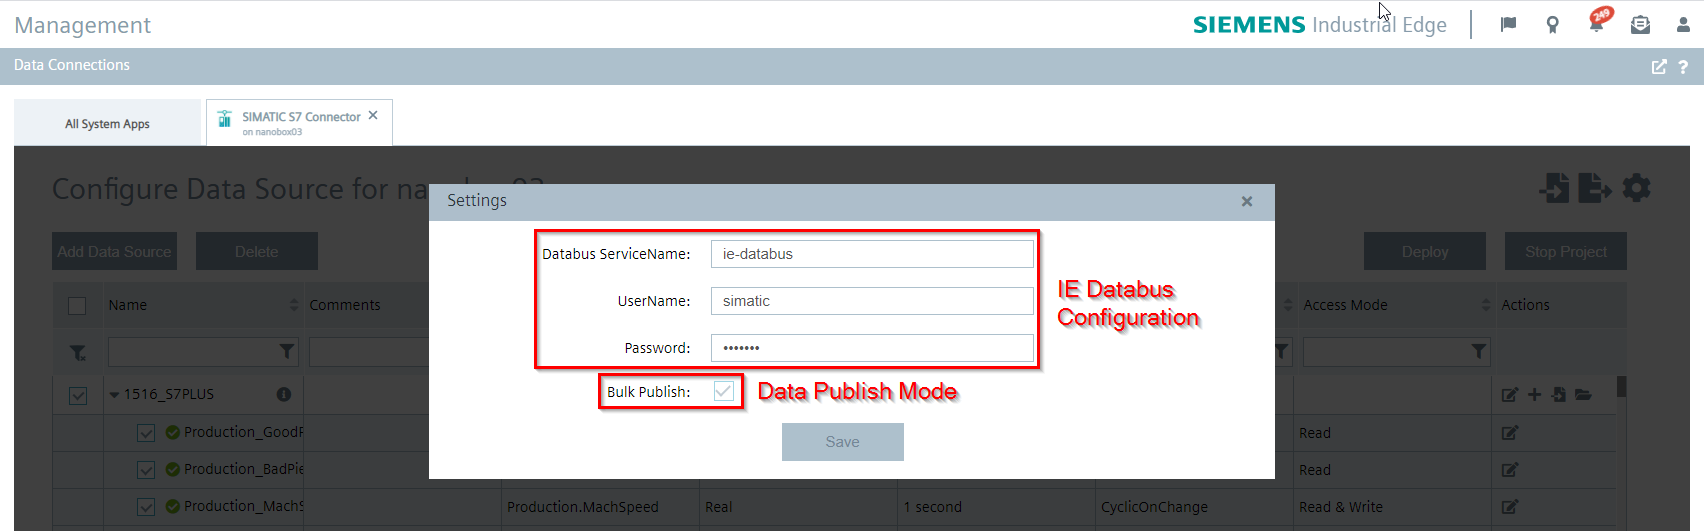 Management
SIEMENS Industrial Edge
249
Data Connections
?
All System Apps
SIMATIC S7 Connector
on nanobox03
Configure Data Source for
Settings
Add Data Source
Delete
Deploy
Stop Project
Databus ServiceName:
ie-databus
UserName:
simatic
Password:
•••••••
IE Databus
Configuration
Bulk Publish:
Data Publish Mode
Save
Name
Comments
Access Mode
Actions
1516_S7PLUS
Production_GoodP
Read
Production_BadPie
Read
Production_MachS
Production.MachSpeed
Real
1 second
CyclicOnChange
Read & Write